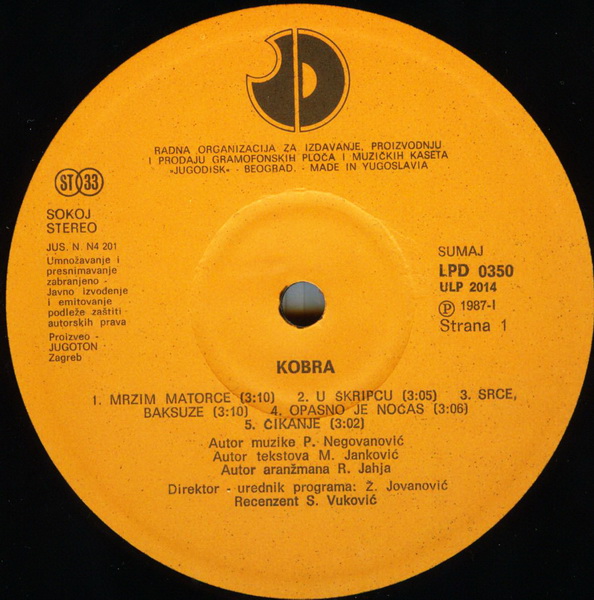 RADNA ORGANIZACIJA ZA IZDAVANJE, PROIZVODNJU
I PRODAJU GRAMOFONSKIH PLOČA I MUZIČKIH KASETA
»JUGODISK« - BEOGRAD. - MADE IN YUGOSLAVIA
ST 33
SOKOJ
STEREO
JUS. N. N4 201
Umnožavanje i
presnimavanje
zabranjeno -
Javno izvođenje
i emitovanje
podleže zaštiti
autorskih prava
Proizveo -
JUGOTON -
Zagreb
SUMAJ
LPD 0350
ULP 2014
Ⓟ 1987-I
Strana 1
KOBRA
1. MRZIM MATORCE (3:10) 2. U ŠKRIPCU (3:05) 3. SRCE,
BAKSUZE (3:10) 4. OPASNO JE NOĆAS (3:06)
5. CIKANJE (3:02)
Autor muzike P. Negovanović
Autor tekstova M. Janković
Autor aranžmana R. Jahja
Direktor - urednik programa: Ž. Jovanović
Recenzent S. Vuković